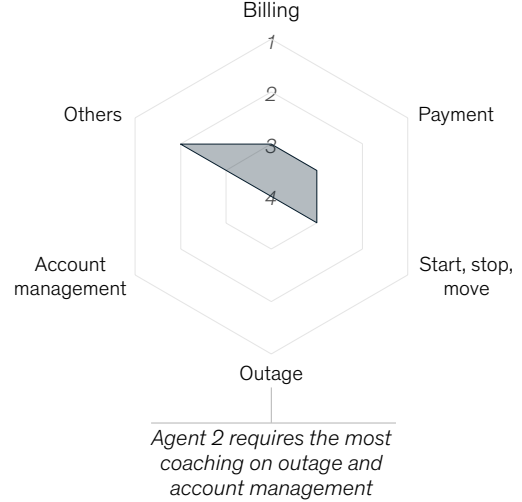 Billing
1
2
3
4
Others
Payment
Account
management
Start, stop,
move
Outage
Agent 2 requires the most
coaching on outage and
account management